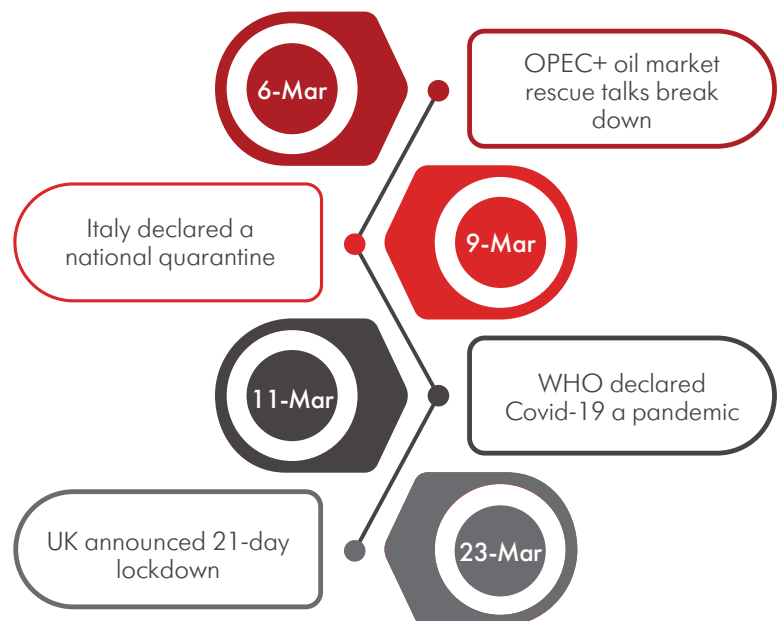 6-Mar
OPEC+ oil market
rescue talks break
down
Italy declared a
national quarantine
9-Mar
11-Mar
WHO declared
Covid-19 a pandemic
UK announced 21-day
lockdown
23-Mar